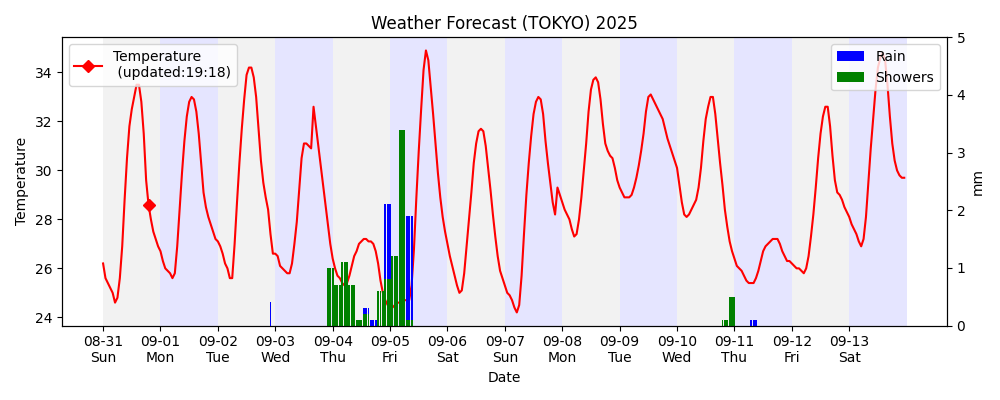 Weather Forecast (TOKYO) 2025
Temperature
(updated:19:18)
Rain
Showers
Temperature
34
32
30
28
26
24
5
4
3
2
1
0
mm
08-31 09-01 09-02 09-03 09-04 09-05 09-06 09-07 09-08 09-09 09-10 09-11 09-12 09-13
Sun Mon Tue Wed Thu Fri Sat Sun Mon Tue Wed Thu Fri Sat
Date